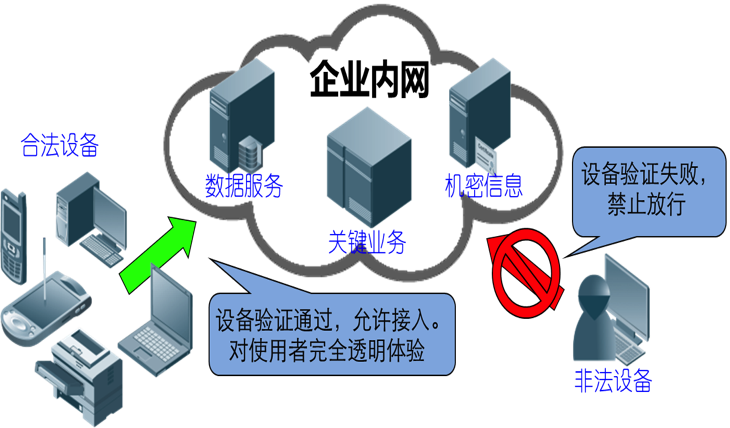 企业内网
合法设备
数据服务
机密信息
关键业务
设备验证失败，
禁止放行
设备验证通过，允许接入。
对使用者完全透明体验
非法设备